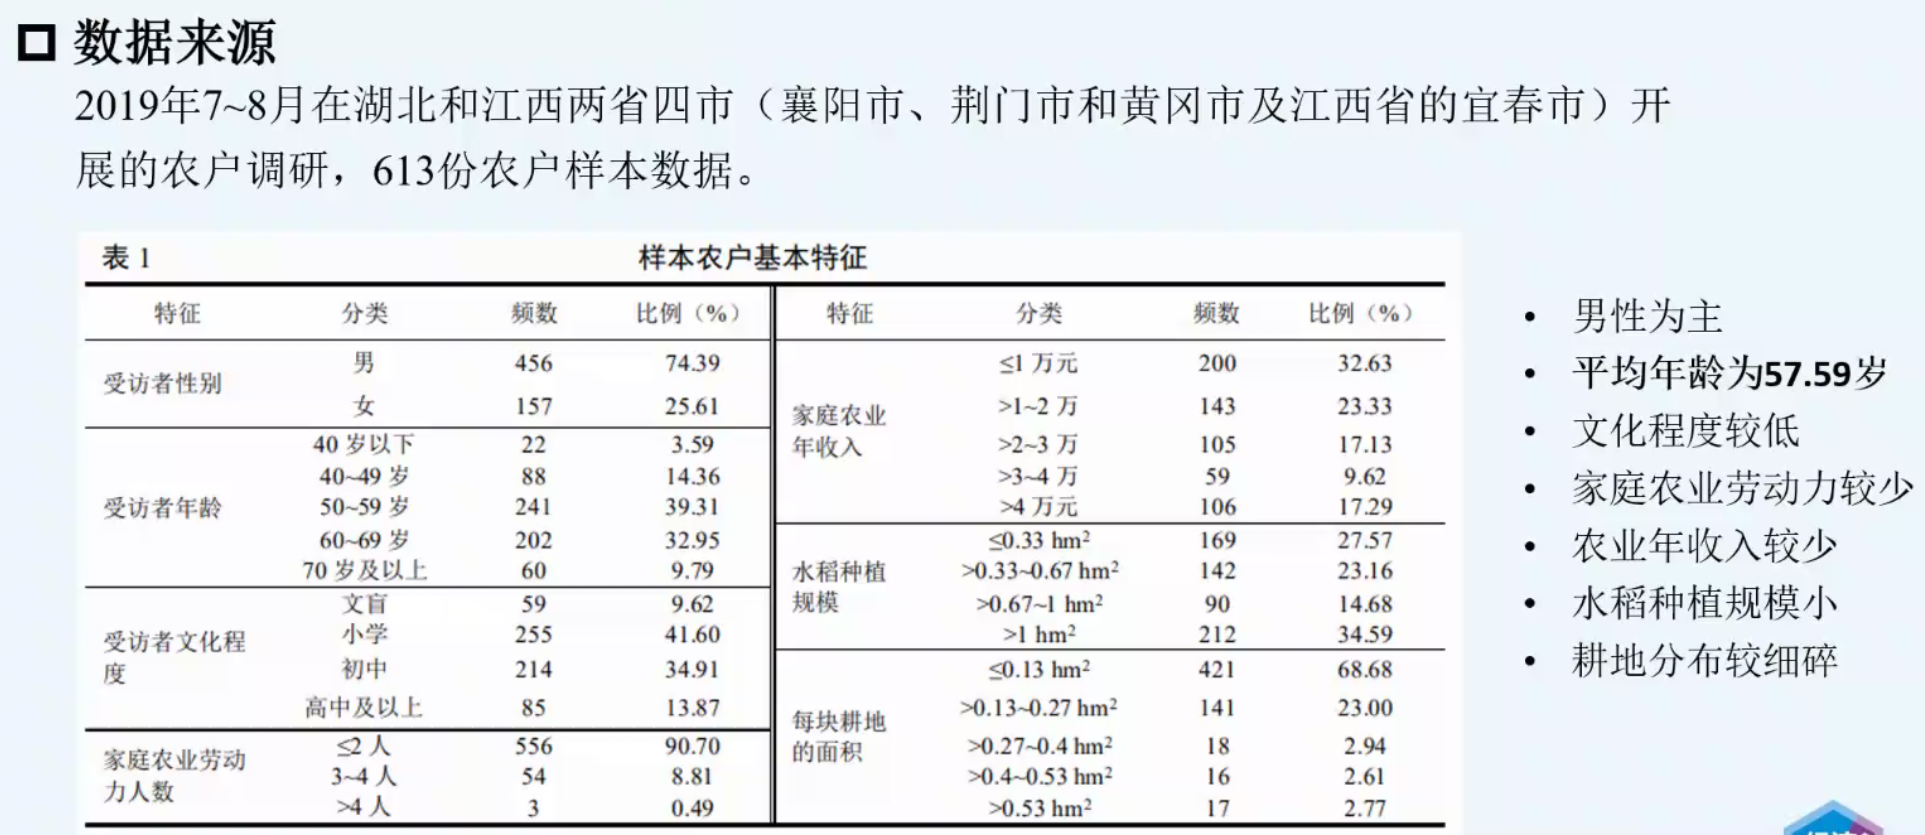 数据来源
2019年7~8月在湖北和江西两省四市（襄阳市、荆门市和黄冈市及江西省的宜春市）开
展的农户调研，613份农户样本数据。
表 1 样本农户基本特征
特征 分类 频数 比例（%） 特征 分类 频数 比例（%）
受访者性别 男 456 74.39
女 157 25.61
受访者年龄 40 岁以下 22 3.59
40~49 岁 88 14.36
50~59 岁 241 39.31
60~69 岁 202 32.95
70 岁及以上 60 9.79
受访者文化程度 文盲 59 9.62
小学 255 41.60
初中 214 34.91
高中及以上 85 13.87
家庭农业劳动力人数 ≤2 人 556 90.70
3~4 人 54 8.81
>4 人 3 0.49
家庭农业年收入 ≤1 万元 200 32.63
>1~2 万 143 23.33
>2~3 万 105 17.13
>3~4 万 59 9.62
>4 万元 106 17.29
水稻种植规模 ≤0.33 hm² 169 27.57
>0.33~0.67 hm² 142 23.16
>0.67~1 hm² 90 14.68
>1 hm² 212 34.59
每块耕地的面积 ≤0.13 hm² 421 68.68
>0.13~0.27 hm² 141 23.00
>0.27~0.4 hm² 18 2.94
>0.4~0.53 hm² 16 2.61
>0.53 hm² 17 2.77
• 男性为主
• 平均年龄为57.59岁
• 文化程度较低
• 家庭农业劳动力较少
• 农业年收入较少
• 水稻种植规模小
• 耕地分布较细碎